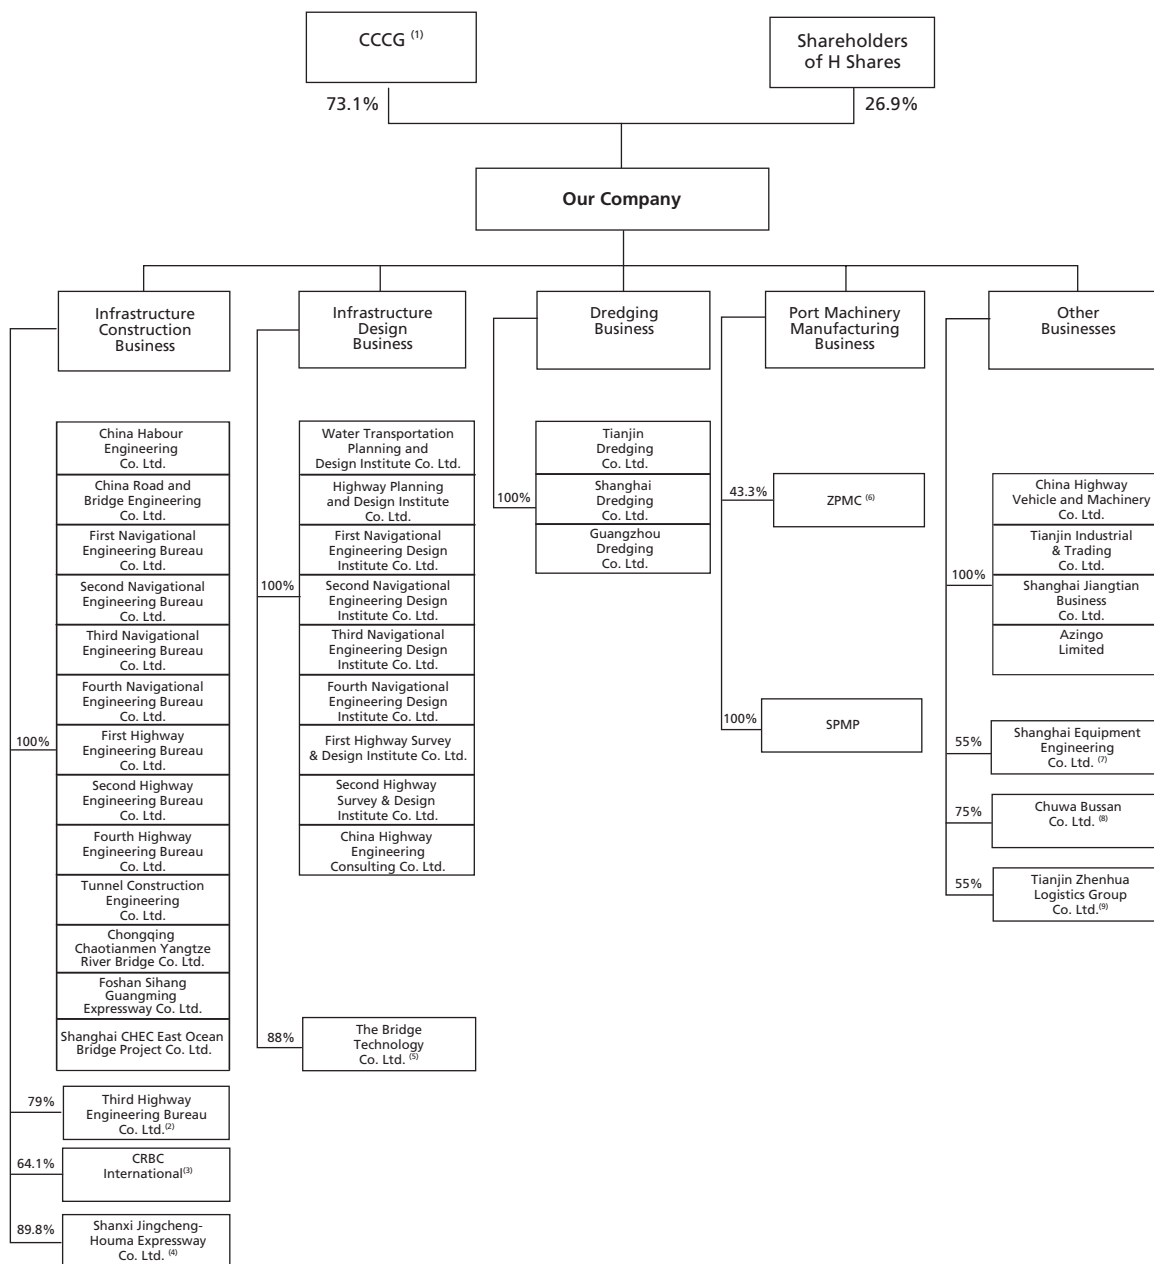 CCCG (1)
Shareholders
of H Shares
73.1%
26.9%
Our Company
Infrastructure
Construction
Business
Infrastructure
Design
Business
Dredging
Business
Port Machinery
Manufacturing
Business
Other
Businesses
100%
China Habour
Engineering
Co. Ltd.
China Road and
Bridge Engineering
Co. Ltd.
First Navigational
Engineering Bureau
Co. Ltd.
Second Navigational
Engineering Bureau
Co. Ltd.
Third Navigational
Engineering Bureau
Co. Ltd.
Fourth Navigational
Engineering Bureau
Co. Ltd.
First Highway
Engineering Bureau
Co. Ltd.
Second Highway
Engineering Bureau
Co. Ltd.
Fourth Highway
Engineering Bureau
Co. Ltd.
Tunnel Construction
Engineering
Co. Ltd.
Chongqing
Chaotianmen Yangtze
River Bridge Co. Ltd.
Foshan Sihang
Guangming
Expressway Co. Ltd.
Shanghai CHEC East Ocean
Bridge Project Co. Ltd.
79%
Third Highway
Engineering Bureau
Co. Ltd.(2)
64.1%
CRBC
International(3)
89.8%
Shanxi Jingcheng-
Houma Expressway
Co. Ltd. (4)
100%
Water Transportation
Planning and
Design Institute Co. Ltd.
Highway Planning
and Design Institute
Co. Ltd.
First Navigational
Engineering Design
Institute Co. Ltd.
Second Navigational
Engineering Design
Institute Co. Ltd.
Third Navigational
Engineering Design
Institute Co. Ltd.
Fourth Navigational
Engineering Design
Institute Co. Ltd.
First Highway Survey
& Design Institute Co. Ltd.
Second Highway
Survey & Design
Institute Co. Ltd.
China Highway
Engineering
Consulting Co. Ltd.
88%
The Bridge
Technology
Co. Ltd. (5)
100%
Tianjin
Dredging
Co. Ltd.
Shanghai
Dredging
Co. Ltd.
Guangzhou
Dredging
Co. Ltd.
43.3%
ZPMC (6)
100%
SPMP
100%
China Highway
Vehicle and Machinery
Co. Ltd.
Tianjin Industrial
& Trading
Co. Ltd.
Shanghai Jiangtian
Business
Co. Ltd.
Azingo
Limited
55%
Shanghai Equipment
Engineering
Co. Ltd. (7)
75%
Chuwa Bussan
Co. Ltd. (8)
55%
Tianjin Zhenhua
Logistics Group
Co. Ltd.(9)